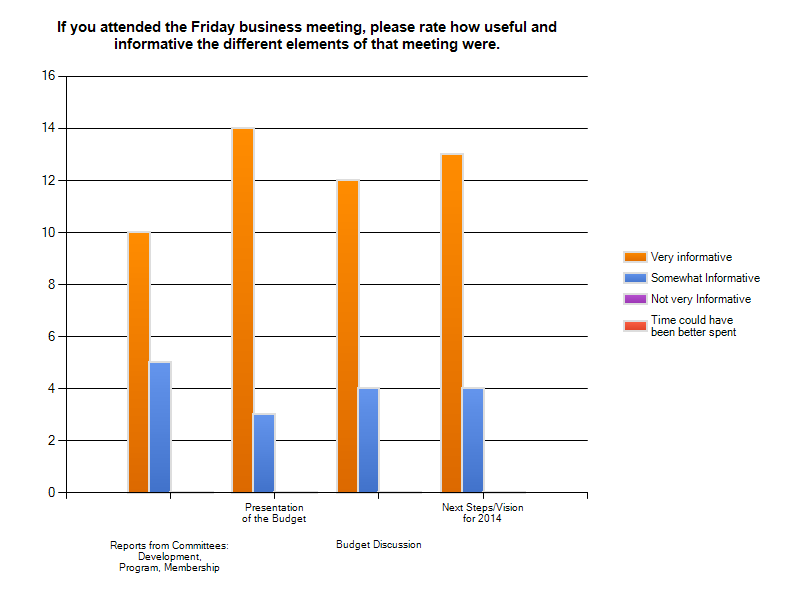 If you attended the Friday business meeting, please rate how useful and
informative the different elements of that meeting were.
16
14
12
10
8
6
4
2
0
Presentation
of the Budget
Next Steps/Vision
for 2014
Reports from Committees:
Development,
Program, Membership
Budget Discussion
Very informative
Somewhat Informative
Not very Informative
Time could have
been better spent